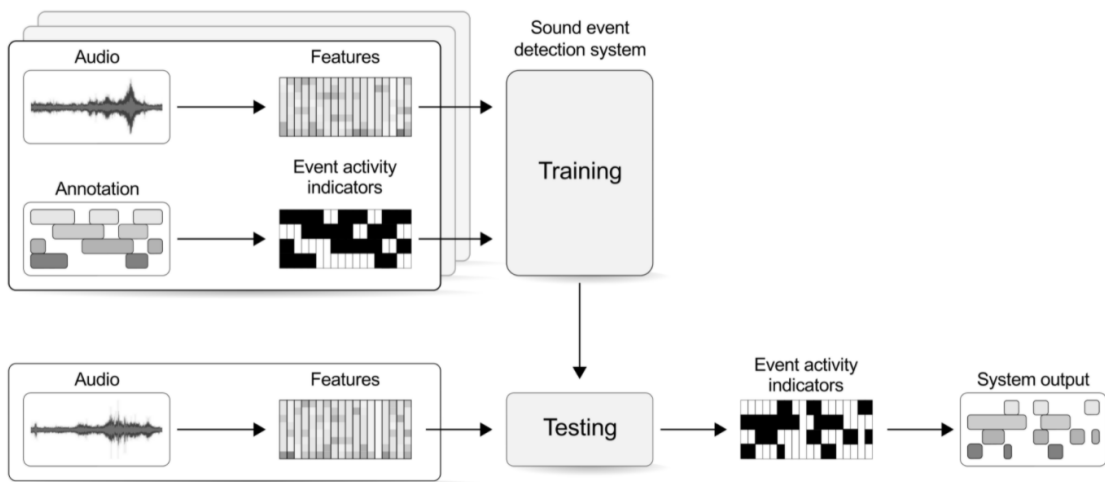 Sound event
detection system
Audio
Features
Training
Annotation
Event activity
indicators
Audio
Features
Testing
Event activity
indicators
System output